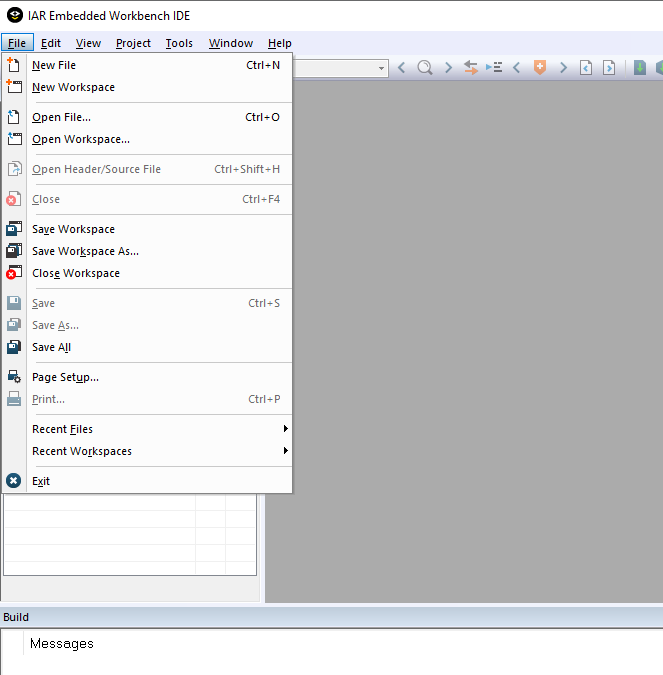 IAR Embedded Workbench IDE
File Edit View Project Tools Window Help
New File Ctrl+N
New Workspace
Open File... Ctrl+O
Open Workspace...
Open Header/Source File Ctrl+Shift+H
Close Ctrl+F4
Save Workspace
Save Workspace As...
Close Workspace
Save Ctrl+S
Save As...
Save All
Page Setup...
Print... Ctrl+P
Recent Files
Recent Workspaces
Exit
Build
Messages